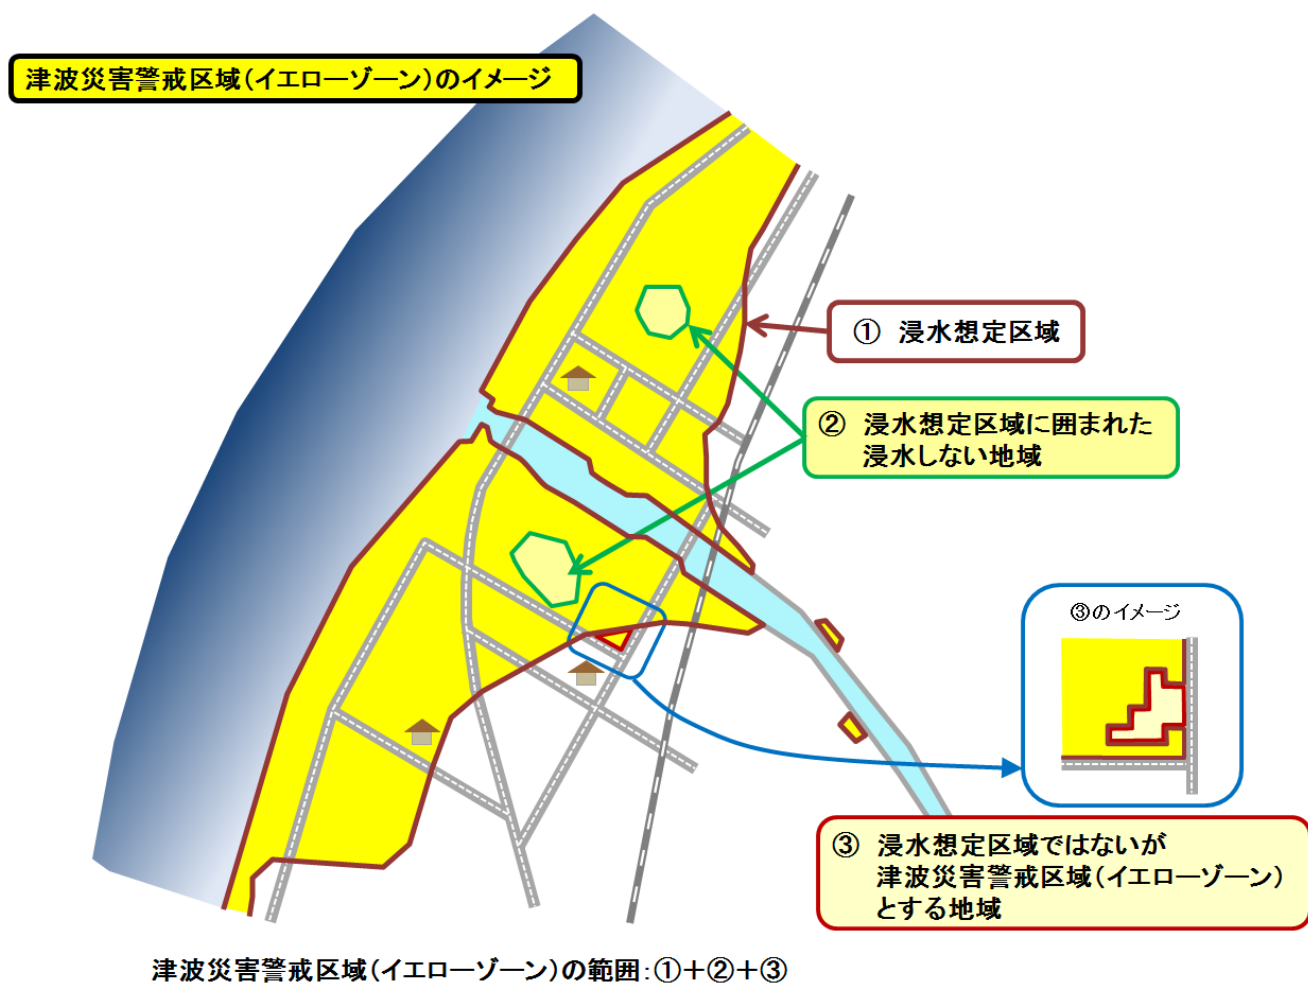 津波災害警戒区域(イエローゾーン)のイメージ
① 浸水想定区域
② 浸水想定区域に囲まれた
浸水しない地域
③のイメージ
③ 浸水想定区域ではないが
津波災害警戒区域(イエローゾーン)
とする地域
津波災害警戒区域(イエローゾーン)の範囲:①+②+③